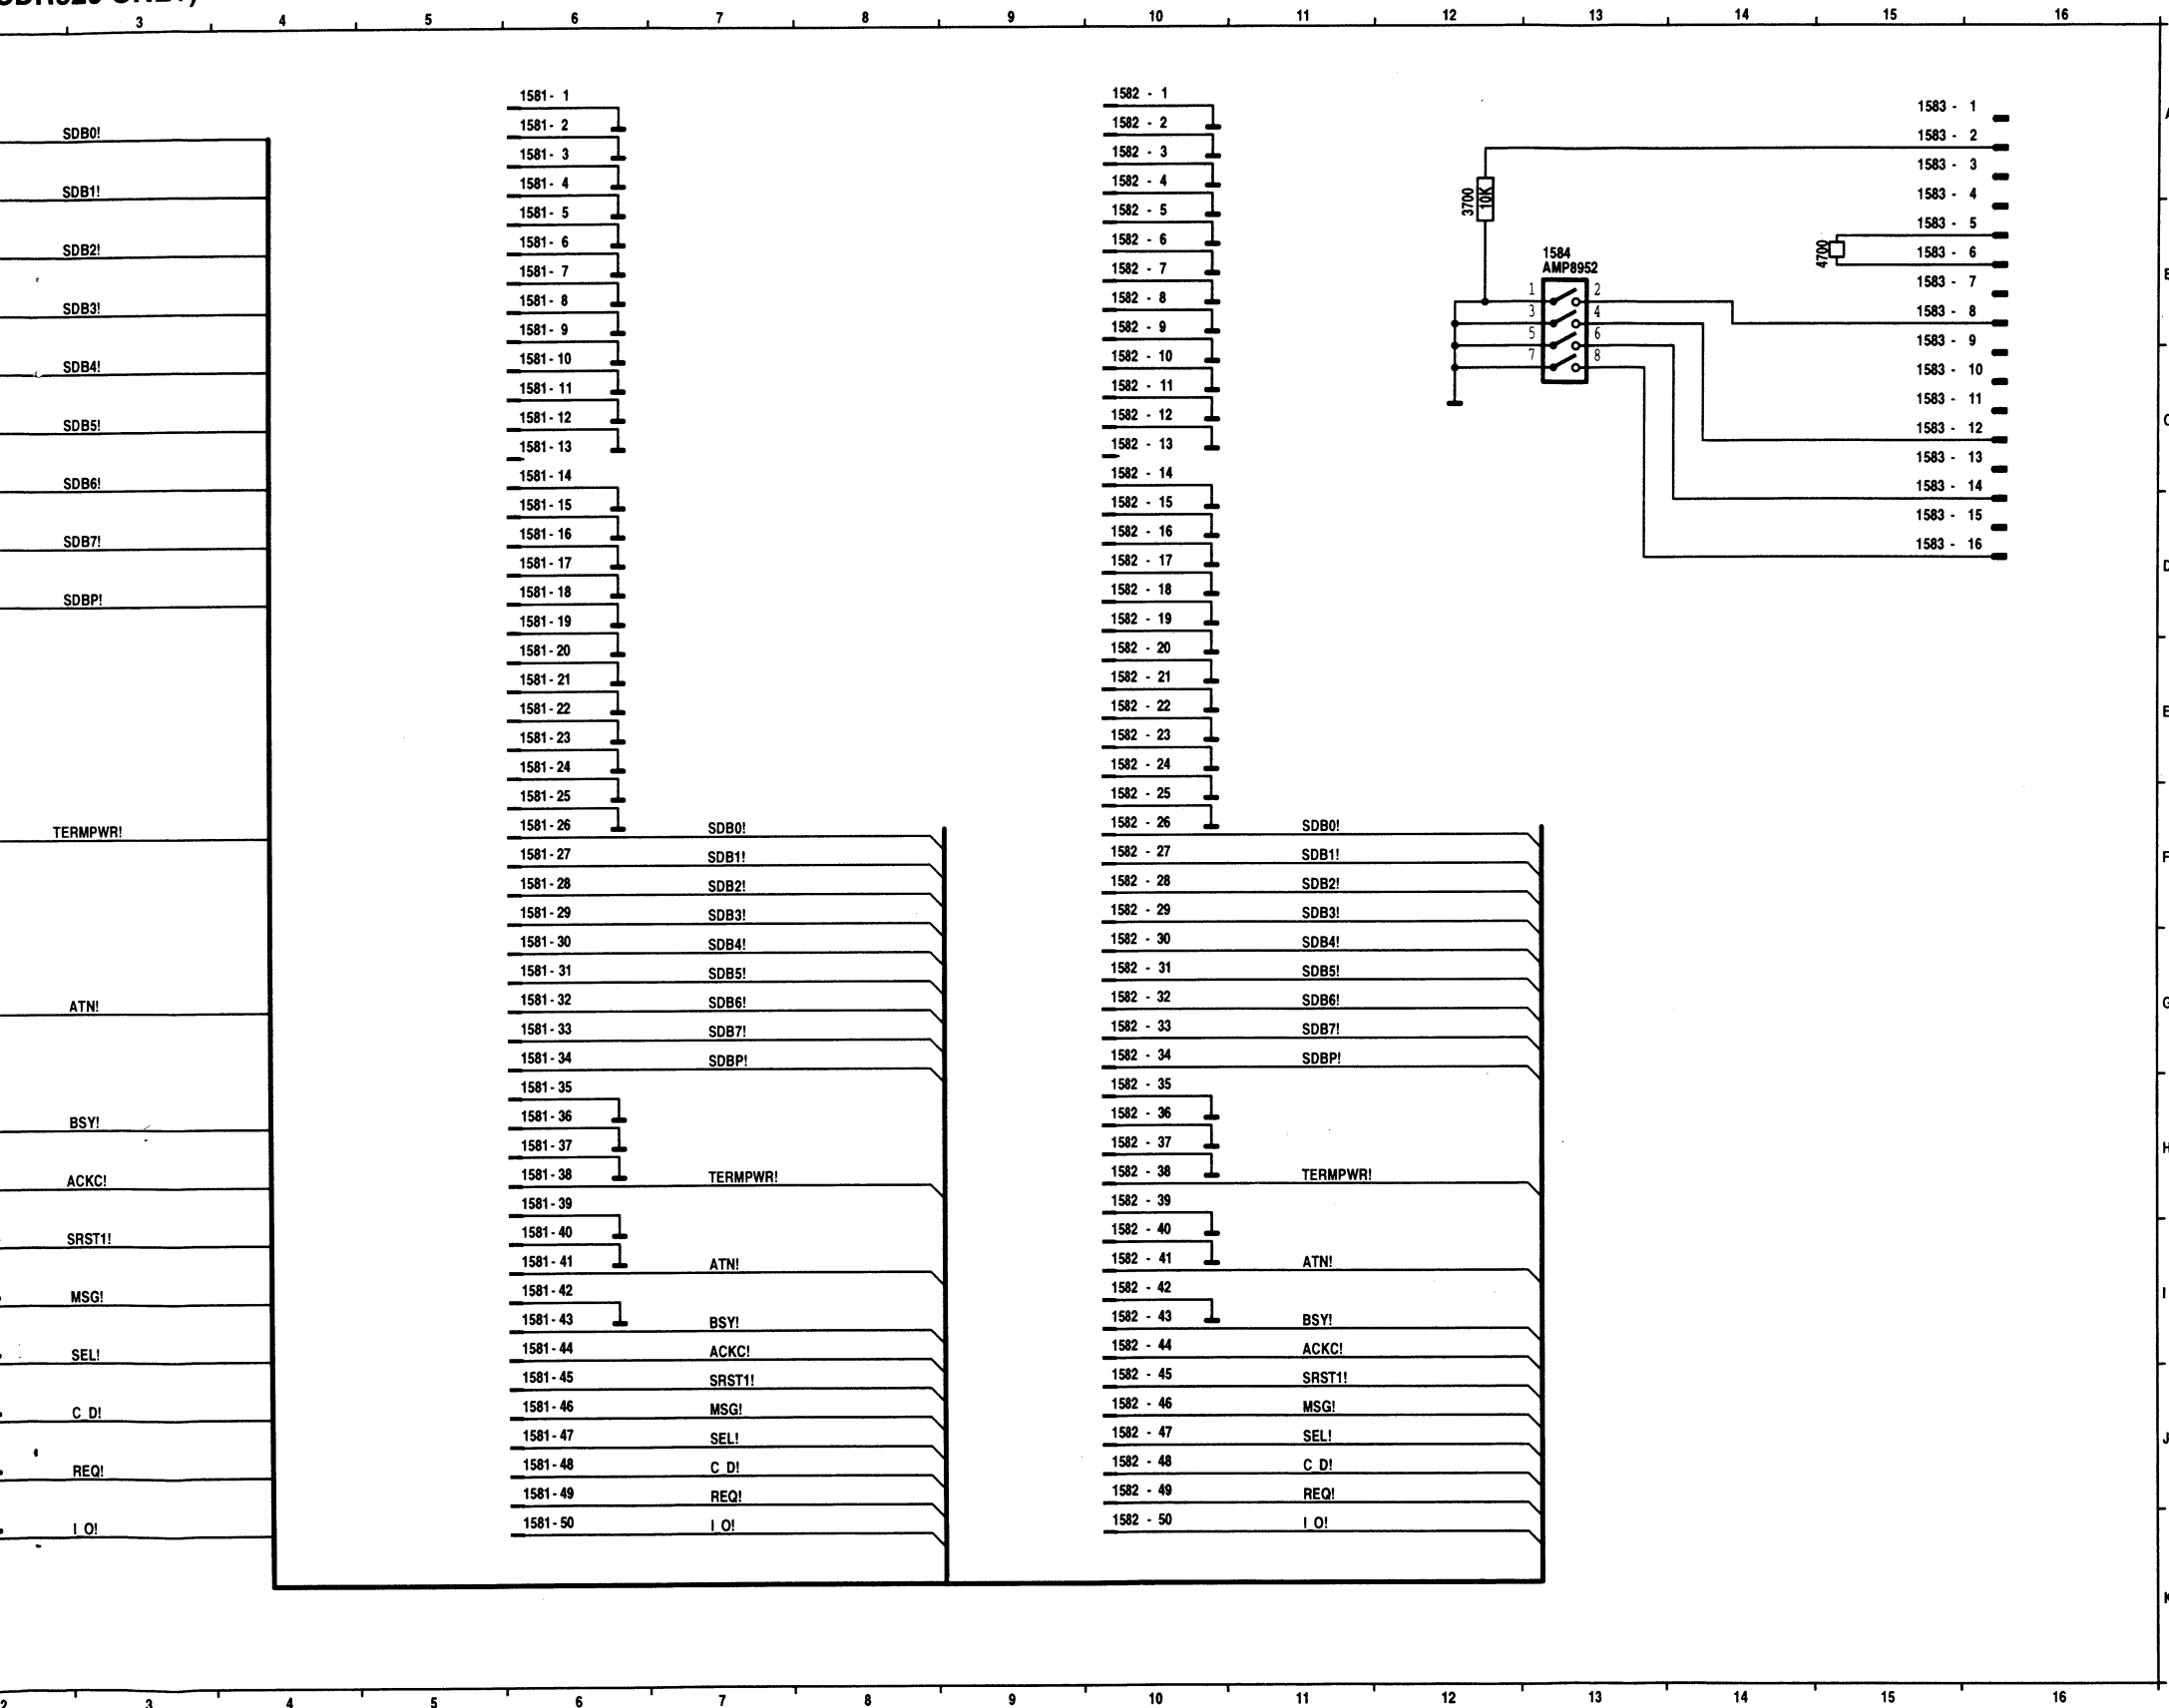 3 4 5 6 7 8 9 10 11 12 13 14 15 16
SDB0!
SDB1!
SDB2!
SDB3!
SDB4!
SDB5!
SDB6!
SDB7!
SDBP!
TERMPWR!
ATN!
BSY!
ACKC!
SRST1!
MSG!
SEL!
C_D!
REQ!
I_O!
1581- 1
1581- 2
1581- 3
1581- 4
1581- 5
1581- 6
1581- 7
1581- 8
1581- 9
1581- 10
1581- 11
1581- 12
1581- 13
1581- 14
1581- 15
1581- 16
1581- 17
1581- 18
1581- 19
1581- 20
1581- 21
1581- 22
1581- 23
1581- 24
1581- 25
1581- 26 SDB0!
1581- 27 SDB1!
1581- 28 SDB2!
1581- 29 SDB3!
1581- 30 SDB4!
1581- 31 SDB5!
1581- 32 SDB6!
1581- 33 SDB7!
1581- 34 SDBP!
1581- 35
1581- 36
1581- 37
1581- 38 TERMPWR!
1581- 39
1581- 40
1581- 41 ATN!
1581- 42
1581- 43 BSY!
1581- 44 ACKC!
1581- 45 SRST1!
1581- 46 MSG!
1581- 47 SEL!
1581- 48 C_D!
1581- 49 REQ!
1581- 50 I_O!
1582 - 1
1582 - 2
1582 - 3
1582 - 4
1582 - 5
1582 - 6
1582 - 7
1582 - 8
1582 - 9
1582 - 10
1582 - 11
1582 - 12
1582 - 13
1582 - 14
1582 - 15
1582 - 16
1582 - 17
1582 - 18
1582 - 19
1582 - 20
1582 - 21
1582 - 22
1582 - 23
1582 - 24
1582 - 25
1582 - 26 SDB0!
1582 - 27 SDB1!
1582 - 28 SDB2!
1582 - 29 SDB3!
1582 - 30 SDB4!
1582 - 31 SDB5!
1582 - 32 SDB6!
1582 - 33 SDB7!
1582 - 34 SDBP!
1582 - 35
1582 - 36
1582 - 37
1582 - 38 TERMPWR!
1582 - 39
1582 - 40
1582 - 41 ATN!
1582 - 42
1582 - 43 BSY!
1582 - 44 ACKC!
1582 - 45 SRST1!
1582 - 46 MSG!
1582 - 47 SEL!
1582 - 48 C_D!
1582 - 49 REQ!
1582 - 50 I_O!
3700
10K
1584
AMP8952
1 2
3 4
5 6
7 8
4700
1583 - 1
1583 - 2
1583 - 3
1583 - 4
1583 - 5
1583 - 6
1583 - 7
1583 - 8
1583 - 9
1583 - 10
1583 - 11
1583 - 12
1583 - 13
1583 - 14
1583 - 15
1583 - 16
2 3 4 5 6 7 8 9 10 11 12 13 14 15 16